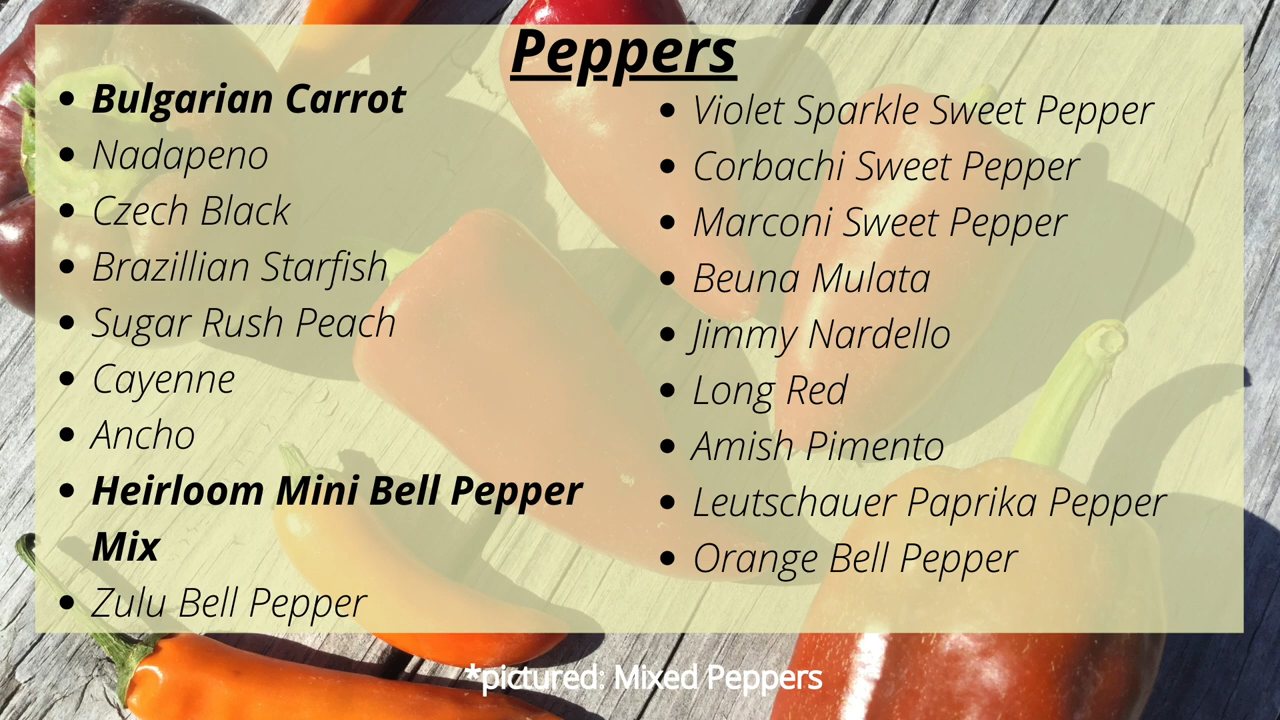 Peppers
• Bulgarian Carrot
• Nadapeno
• Czech Black
• Brazillian Starfish
• Sugar Rush Peach
• Cayenne
• Ancho
• Heirloom Mini Bell Pepper
Mix
• Zulu Bell Pepper
• Violet Sparkle Sweet Pepper
• Corbachi Sweet Pepper
• Marconi Sweet Pepper
• Beuna Mulata
• Jimmy Nardello
• Long Red
• Amish Pimento
• Leutschauer Paprika Pepper
• Orange Bell Pepper
*pictured: Mixed Peppers